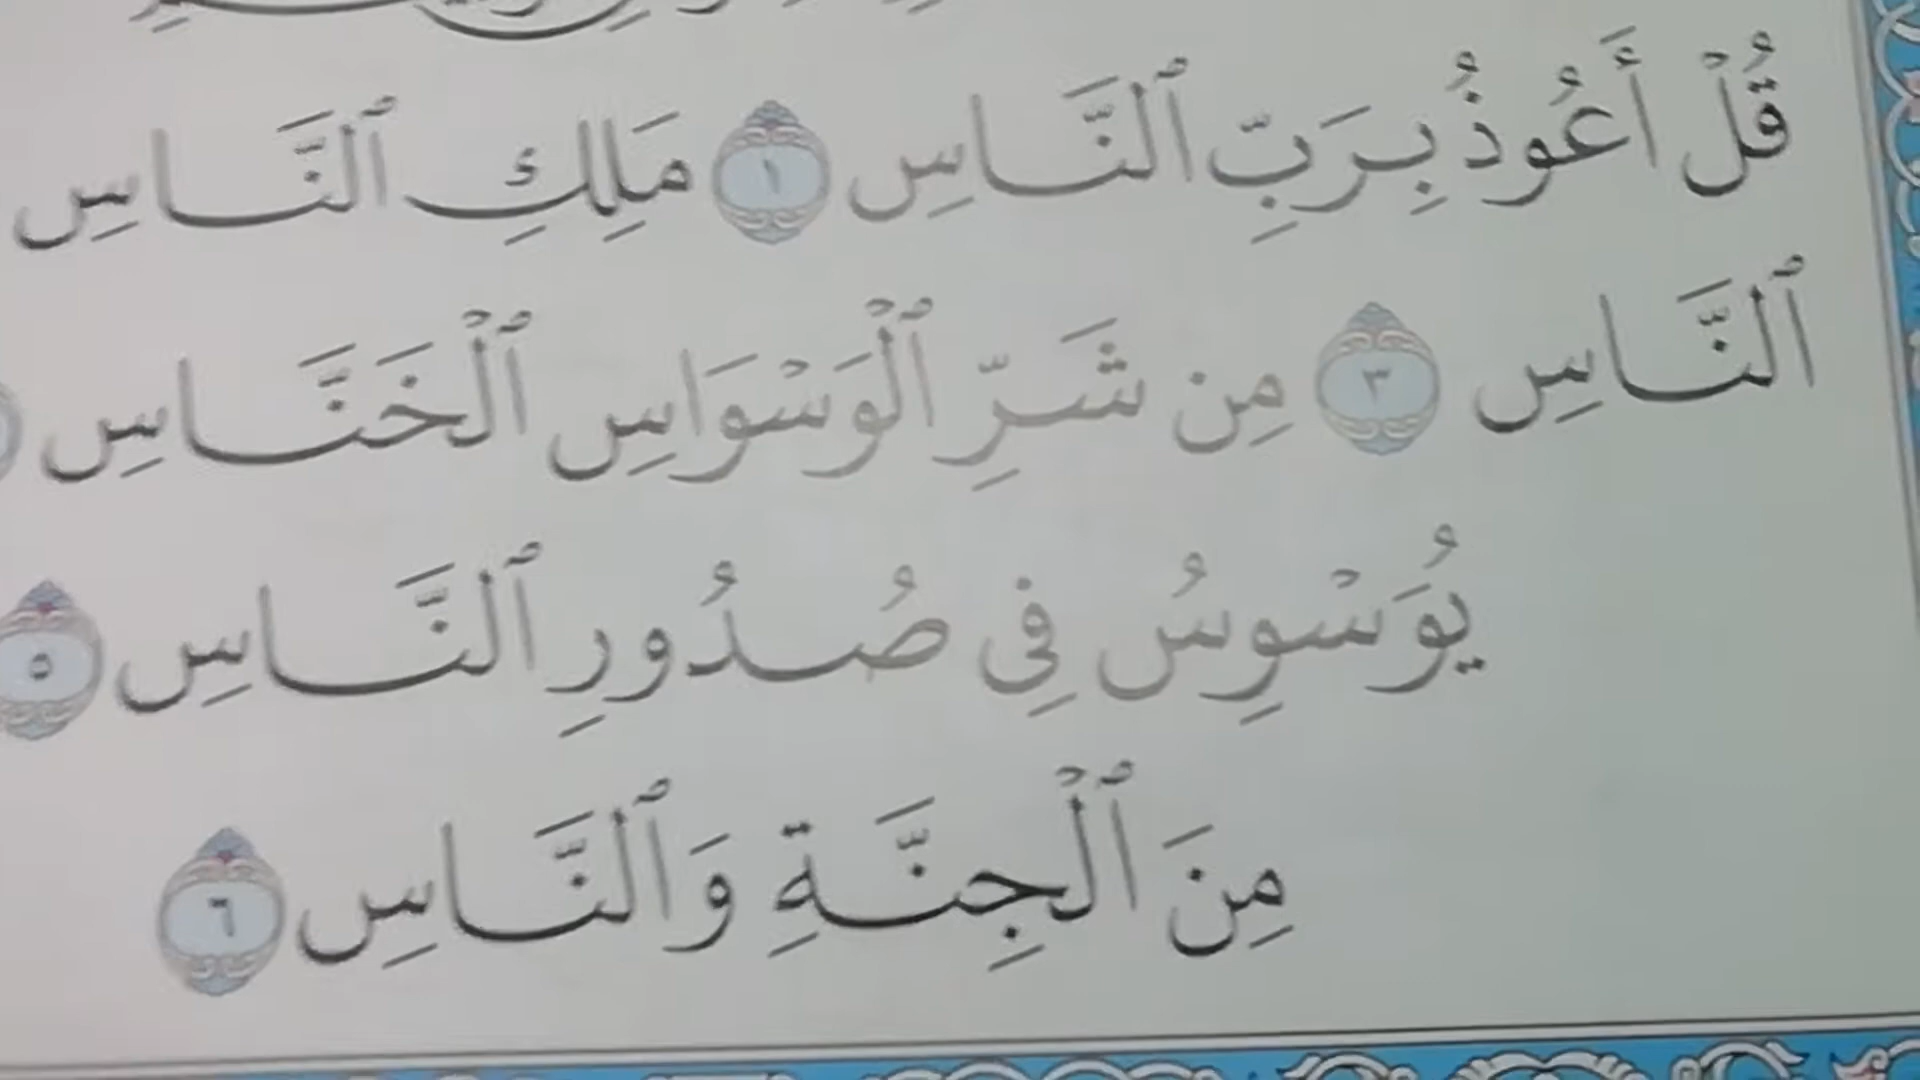 قُلْ أَعُوذُ بِرَبِّ ٱلنَّاسِ ١ مَلِكِ ٱلنَّاسِ
ٱلنَّاسِ ٣ مِن شَرِّ ٱلْوَسْوَاسِ ٱلْخَنَّاسِ
يُوَسْوِسُ فِى صُدُورِ ٱلنَّاسِ ٥
مِنَ ٱلْجِنَّةِ وَٱلنَّاسِ ٦